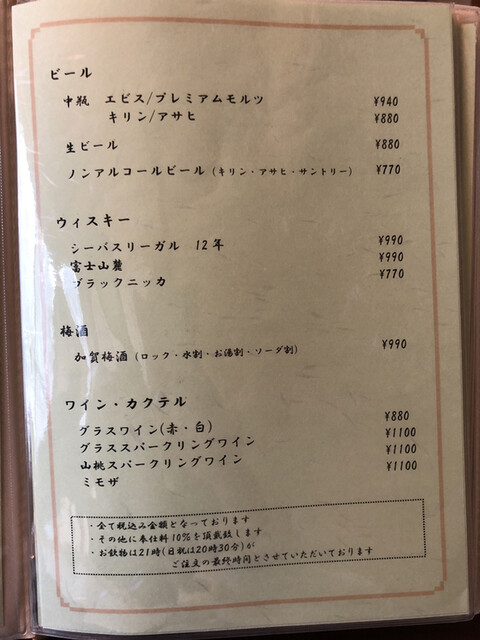 ビール
中瓶 エビス/プレミアムモルツ ¥940
キリン/アサヒ ¥880
生ビール ¥880
ノンアルコールビール (キリン・アサヒ・サントリー) ¥770
ウィスキー
シーバスリーガル 12年 ¥990
富士山麓 ¥990
ブラックニッカ ¥770
梅酒
加賀梅酒 (ロック・水割・お湯割・ソーダ割) ¥990
ワイン・カクテル
グラスワイン(赤・白) ¥880
グラススパークリングワイン ¥1100
山桃スパークリングワイン ¥1100
ミモザ ¥1100
・全て税込み金額となっております
・その他に奉仕料10%を頂戴致します
・お飲物は21時(日祝は20時30分)が
ご注文の最終時間とさせていただいております